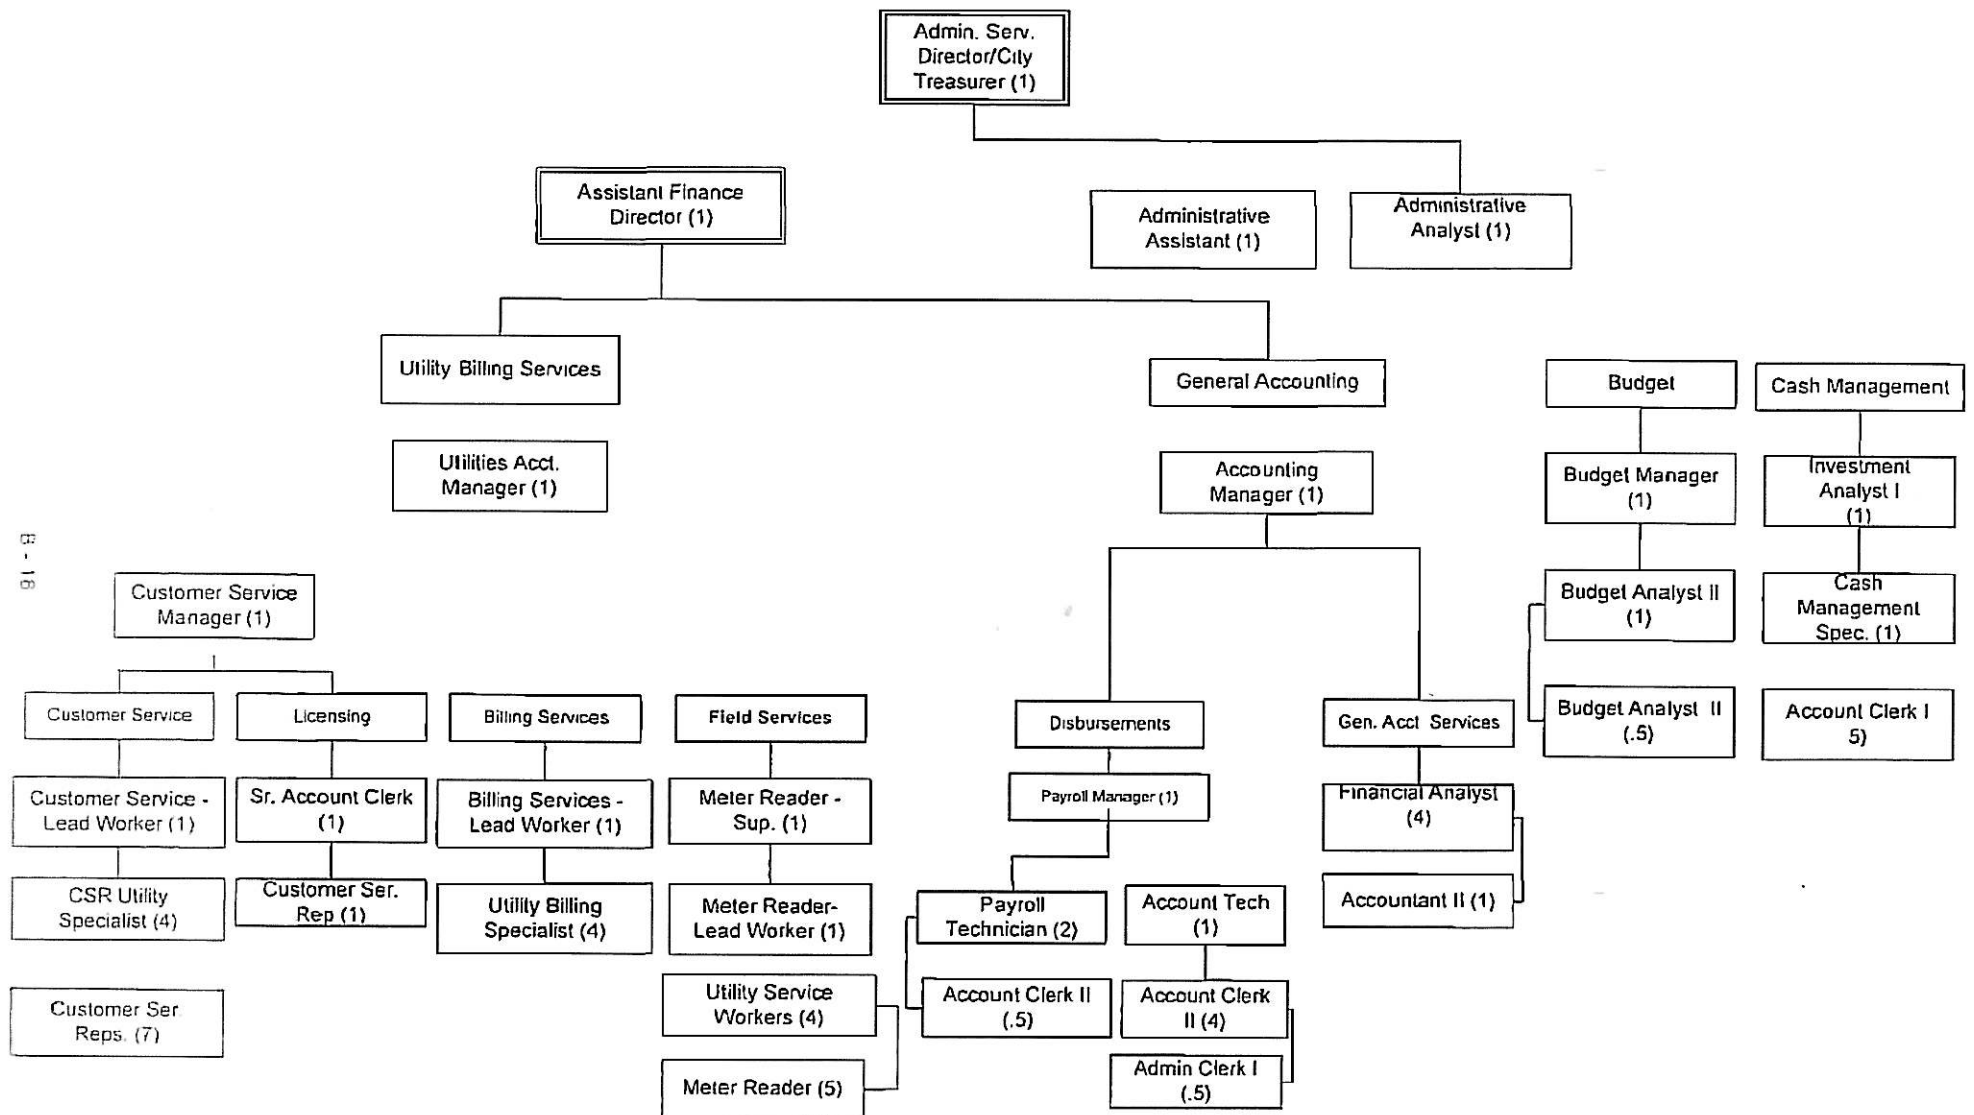 Admin. Serv.
Director/City
Treasurer (1)
Assistant Finance
Director (1)
Administrative
Assistant (1)
Administrative
Analyst (1)
Utility Billing Services
General Accounting
Budget
Cash Management
Utilities Acct.
Manager (1)
Accounting
Manager (1)
Budget Manager
(1)
Investment
Analyst I
(1)
B - 18
Customer Service
Manager (1)
Budget Analyst II
(1)
Cash
Management
Spec. (1)
Customer Service
Licensing
Billing Services
Field Services
Disbursements
Gen. Acct Services
Budget Analyst II
(.5)
Account Clerk I
5)
Customer Service -
Lead Worker (1)
Sr. Account Clerk
(1)
Billing Services -
Lead Worker (1)
Meter Reader -
Sup. (1)
Payroll Manager (1)
Financial Analyst
(4)
CSR Utility
Specialist (4)
Customer Ser.
Rep (1)
Utility Billing
Specialist (4)
Meter Reader-
Lead Worker (1)
Payroll
Technician (2)
Account Tech
(1)
Accountant II (1)
Customer Ser
Reps. (7)
Utility Service
Workers (4)
Account Clerk II
(.5)
Account Clerk
II (4)
Meter Reader (5)
Admin Clerk I
(.5)